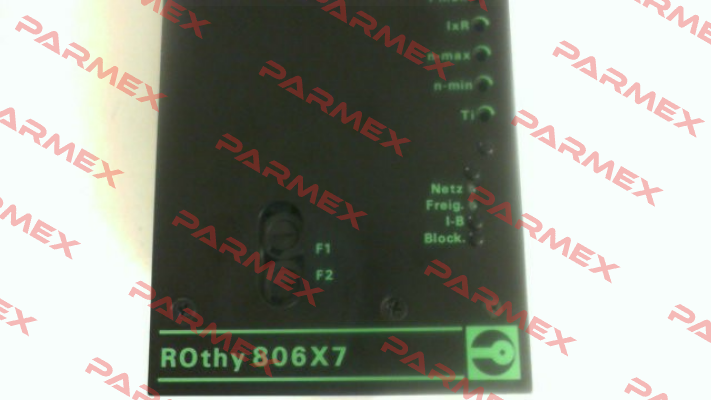 IxR
n-max
n-min
Ti
Netz
Freig.
I-B
Block.
F1
F2
ROthy 806X7
PARMEX